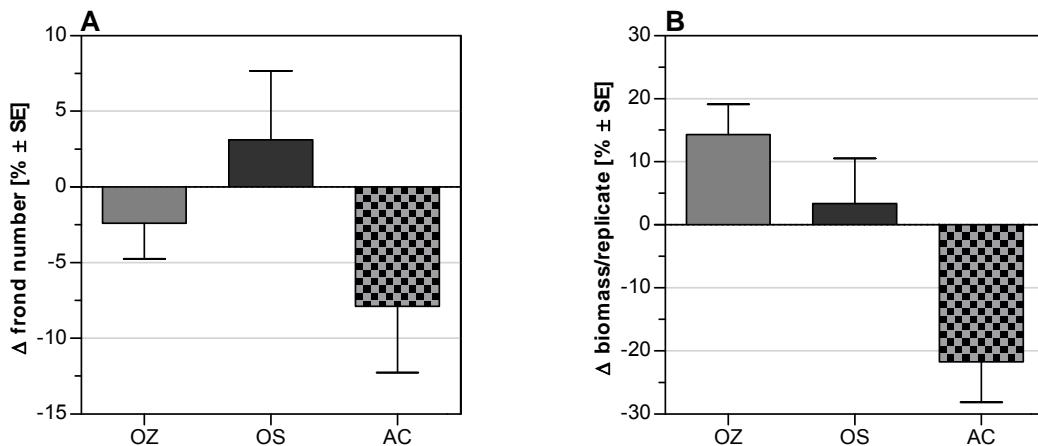 A
Δ frond number [% ± SE]
10
5
0
-5
-10
-15
OZ OS AC
B
Δ biomass/replicate [% ± SE]
30
20
10
0
-10
-20
-30
OZ OS AC